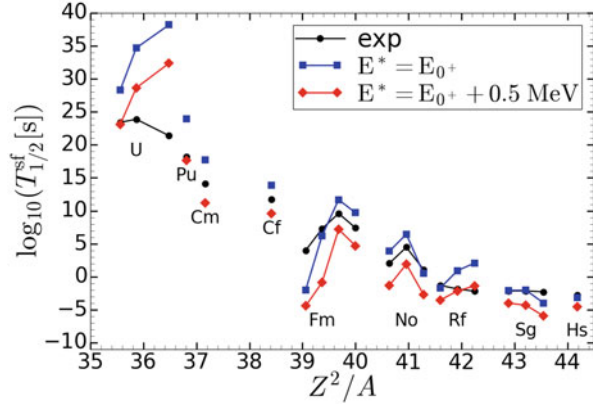 log₁₀(Tˢᶠ₁/₂[s])
40
35
30
25
20
15
10
5
0
−5
−10
exp
E* = E₀₊
E* = E₀₊ + 0.5 MeV
U
Pu
Cm
Cf
Fm
No
Rf
Sg
Hs
35 36 37 38 39 40 41 42 43 44
Z²/A